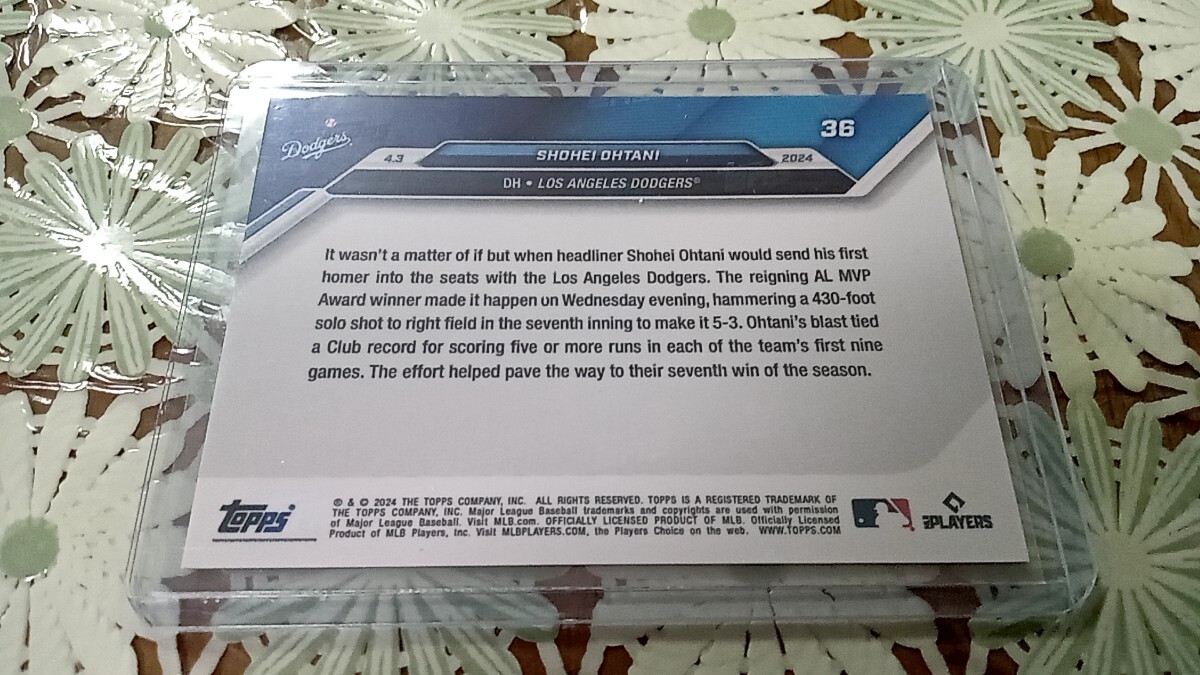 Dodgers
36
4.3
SHOHEI OHTANI
2024
DH • LOS ANGELES DODGERS®
It wasn't a matter of if but when headliner Shohei Ohtani would send his first
homer into the seats with the Los Angeles Dodgers. The reigning AL MVP
Award winner made it happen on Wednesday evening, hammering a 430-foot
solo shot to right field in the seventh inning to make it 5-3. Ohtani's blast tied
a Club record for scoring five or more runs in each of the team's first nine
games. The effort helped pave the way to their seventh win of the season.
topps®
® & © 2024 THE TOPPS COMPANY, INC. ALL RIGHTS RESERVED. TOPPS IS A REGISTERED TRADEMARK OF
THE TOPPS COMPANY, INC. Major League Baseball trademarks and copyrights are used with permission
of Major League Baseball. Visit MLB.com. OFFICIALLY LICENSED PRODUCT OF MLB. Officially Licensed
Product of MLB Players, Inc. Visit MLBPLAYERS.COM, the Players Choice on the web. WWW.TOPPS.COM
PLAYERS